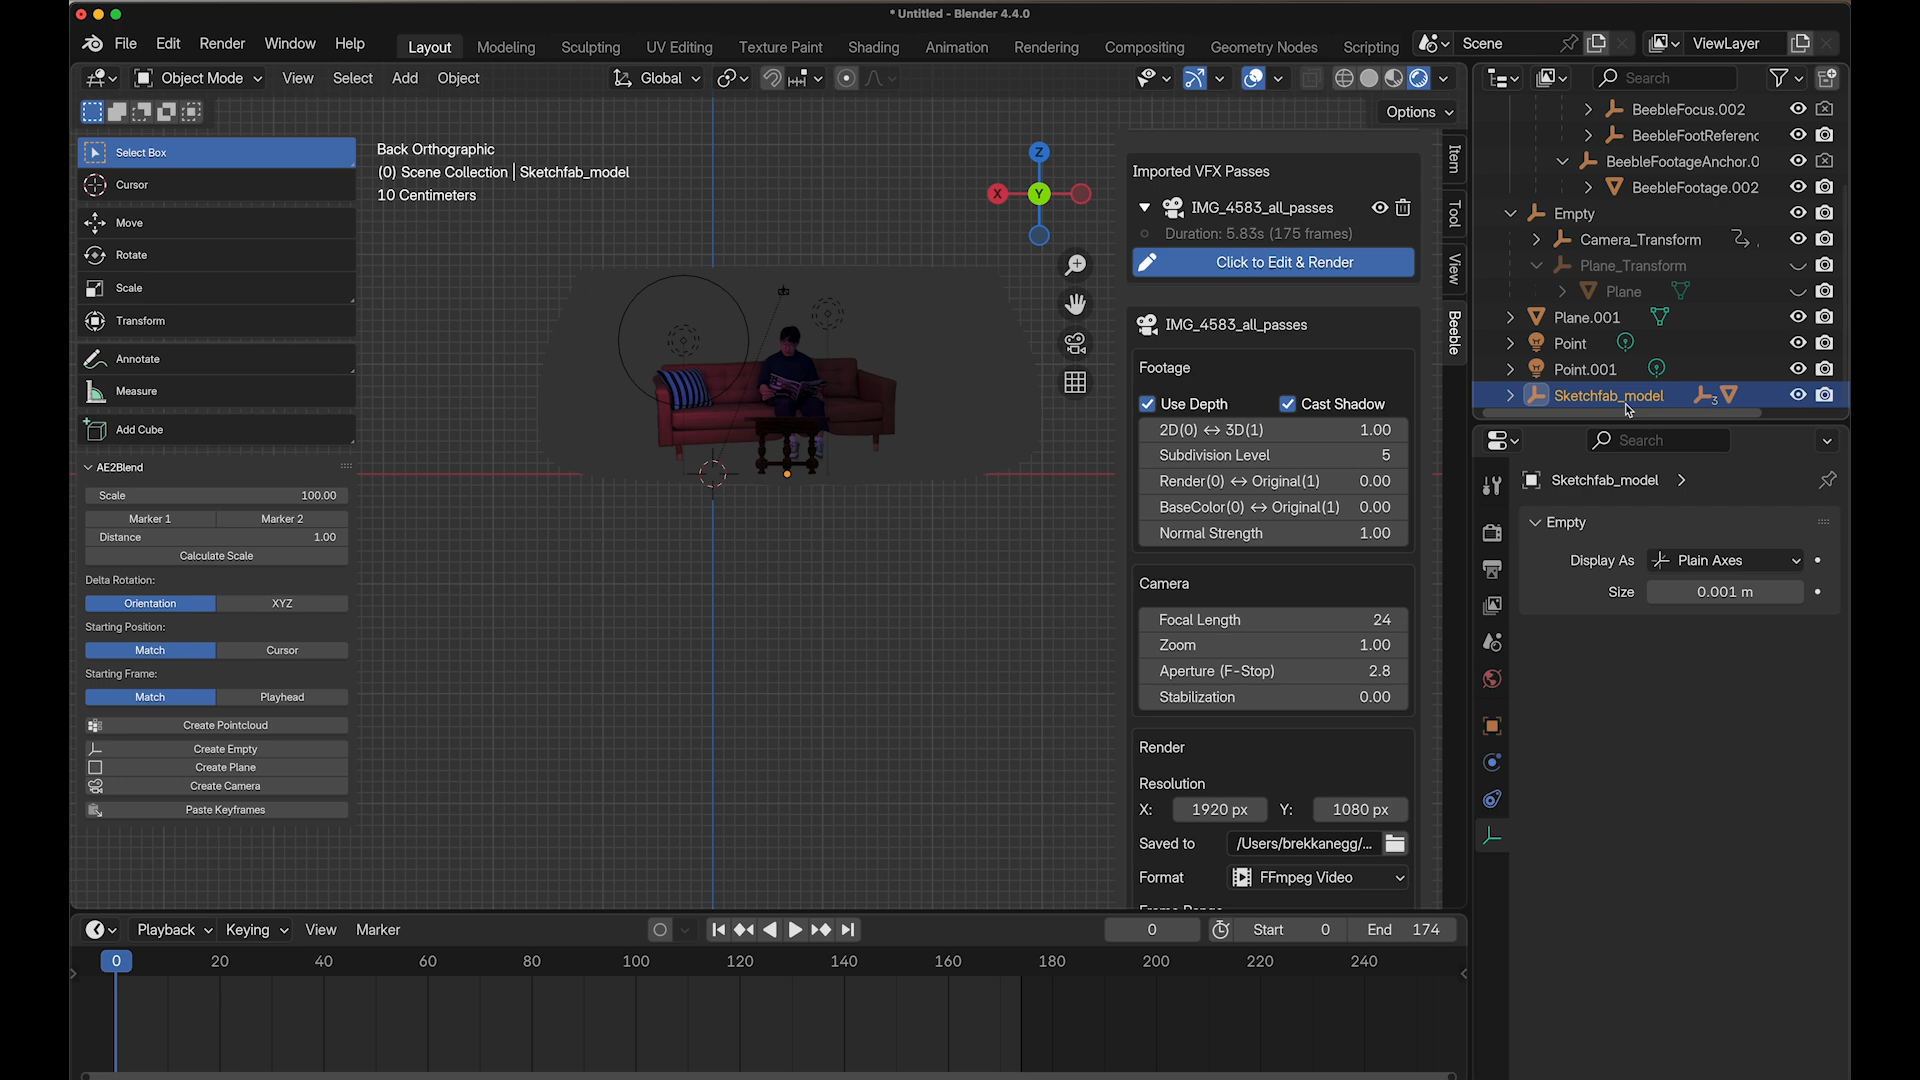 * Untitled - Blender 4.4.0
File Edit Render Window Help
Layout Modeling Sculpting UV Editing Texture Paint Shading Animation Rendering Compositing Geometry Nodes Scripting
Scene
ViewLayer
Object Mode View Select Add Object
Global
Search
Options
Select Box
Cursor
Move
Rotate
Scale
Transform
Annotate
Measure
Add Cube
AE2Blend
Scale 100.00
Marker 1 Marker 2
Distance 1.00
Calculate Scale
Delta Rotation:
Orientation XYZ
Starting Position:
Match Cursor
Starting Frame:
Match Playhead
Create Pointcloud
Create Empty
Create Plane
Create Camera
Paste Keyframes
Back Orthographic
(0) Scene Collection | Sketchfab_model
10 Centimeters
Z
X
Y
Imported VFX Passes
IMG_4583_all_passes
Duration: 5.83s (175 frames)
Click to Edit & Render
IMG_4583_all_passes
Footage
Use Depth Cast Shadow
2D(0) <-> 3D(1) 1.00
Subdivision Level 5
Render(0) <-> Original(1) 0.00
BaseColor(0) <-> Original(1) 0.00
Normal Strength 1.00
Camera
Focal Length 24
Zoom 1.00
Aperture (F-Stop) 2.8
Stabilization 0.00
Render
Resolution
X: 1920 px Y: 1080 px
Saved to /Users/brekkanegg/...
Format FFmpeg Video
Item
Tool
View
Beeble
BeebleFocus.002
BeebleFootReferenc
BeebleFootageAnchor.0
BeebleFootage.002
Empty
Camera_Transform
Plane_Transform
Plane
Plane.001
Point
Point.001
Sketchfab_model 3
Search
Sketchfab_model
Empty
Display As Plain Axes
Size 0.001 m
Playback Keying View Marker
0 Start 0 End 174
0 20 40 60 80 100 120 140 160 180 200 220 240